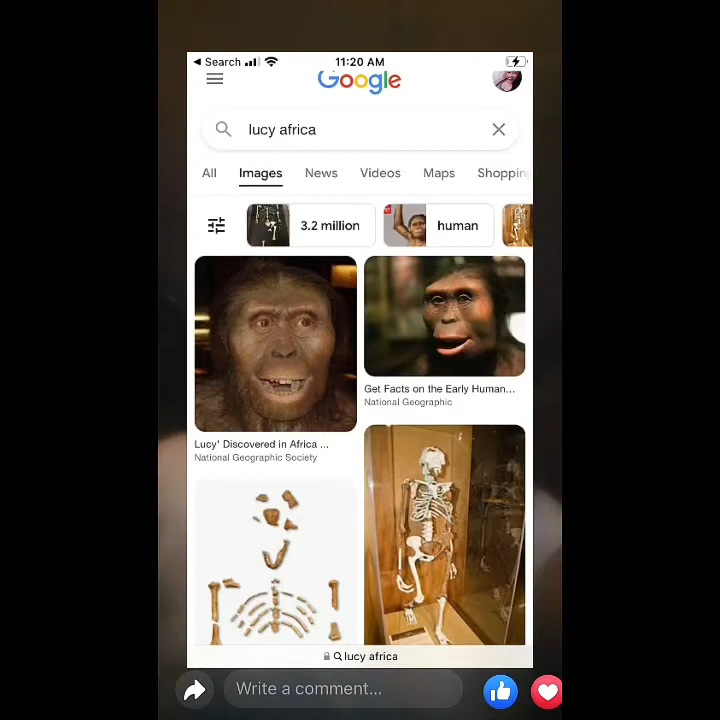 Search
11:20 AM
Google
lucy africa
All Images News Videos Maps Shopping
3.2 million
human
Get Facts on the Early Human...
National Geographic
Lucy' Discovered in Africa ...
National Geographic Society
lucy africa
Write a comment...